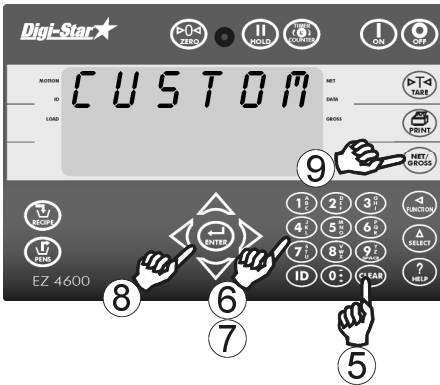 Digi-Star
ZERO
HOLD
TIMER
COUNTER
ON
OFF
MOTION
ID
LOAD
CUSTOM
NET
DATA
GROSS
T
TARE
PRINT
9
NET/
GROSS
RECIPE
PENS
EZ 4600
ENTER
1 A B C
2 D E F
3 G H I
4 J K L
5 M N O
6 P Q R
7 S T U
8 V W X
9 Y Z SPACE
ID
0
CLEAR
FUNCTION
SELECT
?
HELP
8
6
7
5